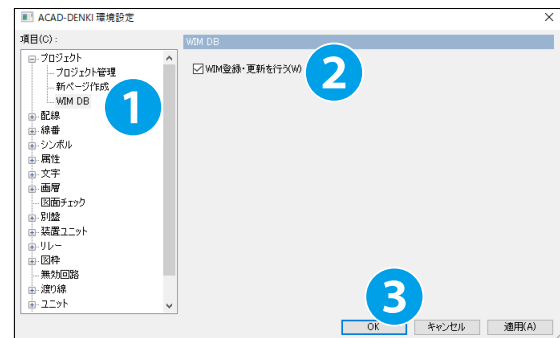 ACAD-DENKI 環境設定
項目(C) :
プロジェクト
プロジェクト管理
新ページ作成
WIM DB
配線
線番
シンボル
属性
文字
画層
図面チェック
別盤
装置ユニット
リレー
図枠
無効回路
渡り線
ユニット
1
WIM DB
WIM登録・更新を行う(W)
2
3
OK
キャンセル
適用(A)